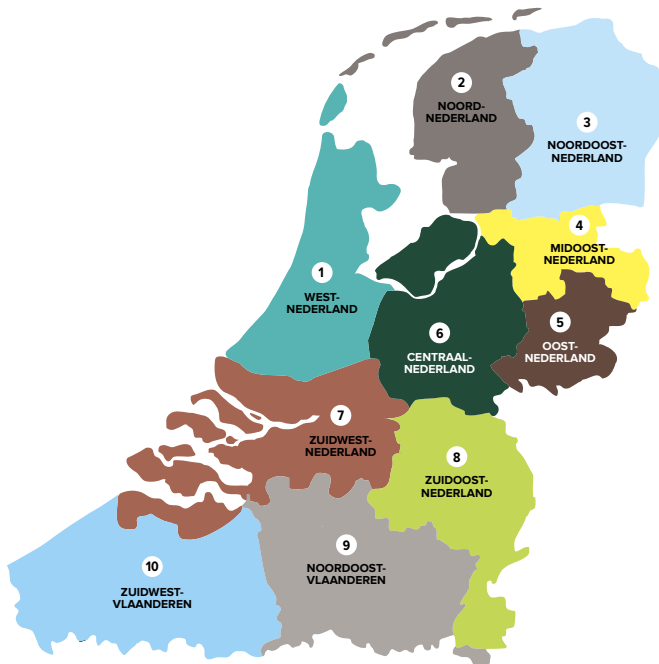 1
WEST-
NEDERLAND
2
NOORD-
NEDERLAND
3
NOORDOOST-
NEDERLAND
4
MIDOOST-
NEDERLAND
5
OOST-
NEDERLAND
6
CENTRAAL-
NEDERLAND
7
ZUIDWEST-
NEDERLAND
8
ZUIDOOST-
NEDERLAND
9
NOORDOOST-
VLAANDEREN
10
ZUIDWEST-
VLAANDEREN